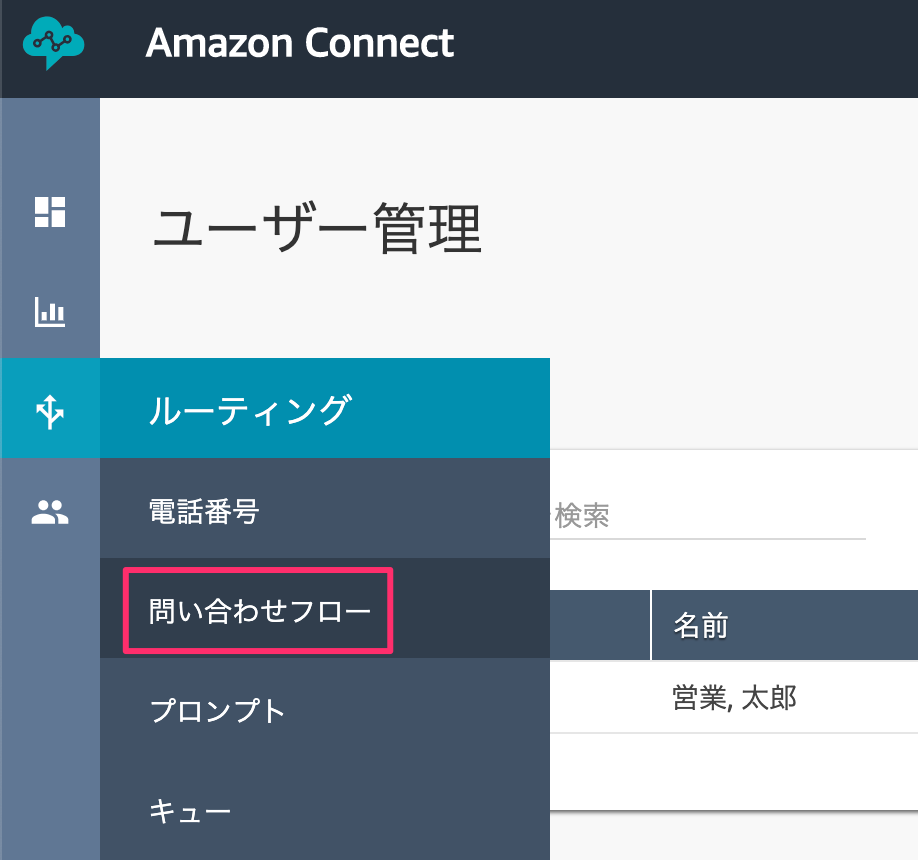 Amazon Connect
ユーザー管理
ルーティング
電話番号
問い合わせフロー
プロンプト
キュー
検索
名前
営業, 太郎